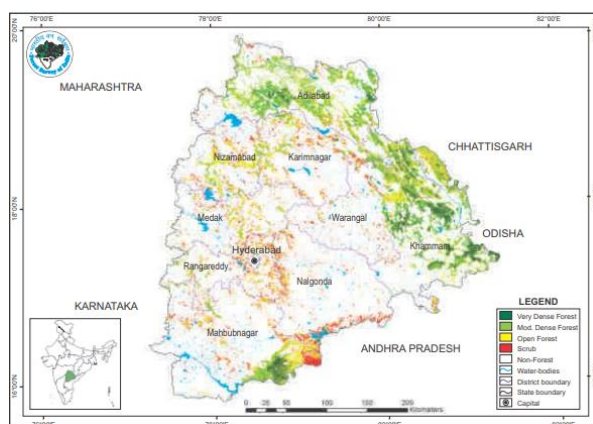 76°00'E
78°00'E
80°00'E
82°00'E
20°00'N
18°00'N
16°00'N
MAHARASHTRA
CHHATTISGARH
ODISHA
ANDHRA PRADESH
KARNATAKA
Adilabad
Nizamabad
Karimnagar
Medak
Warangal
Khammam
Hyderabad
Rangareddy
Nalgonda
Mahbubnagar
LEGEND
Very Dense Forest
Mod. Dense Forest
Open Forest
Scrub
Non-Forest
Water-bodies
District boundary
State boundary
Capital
0 25 50 100 150 200
Kilometers